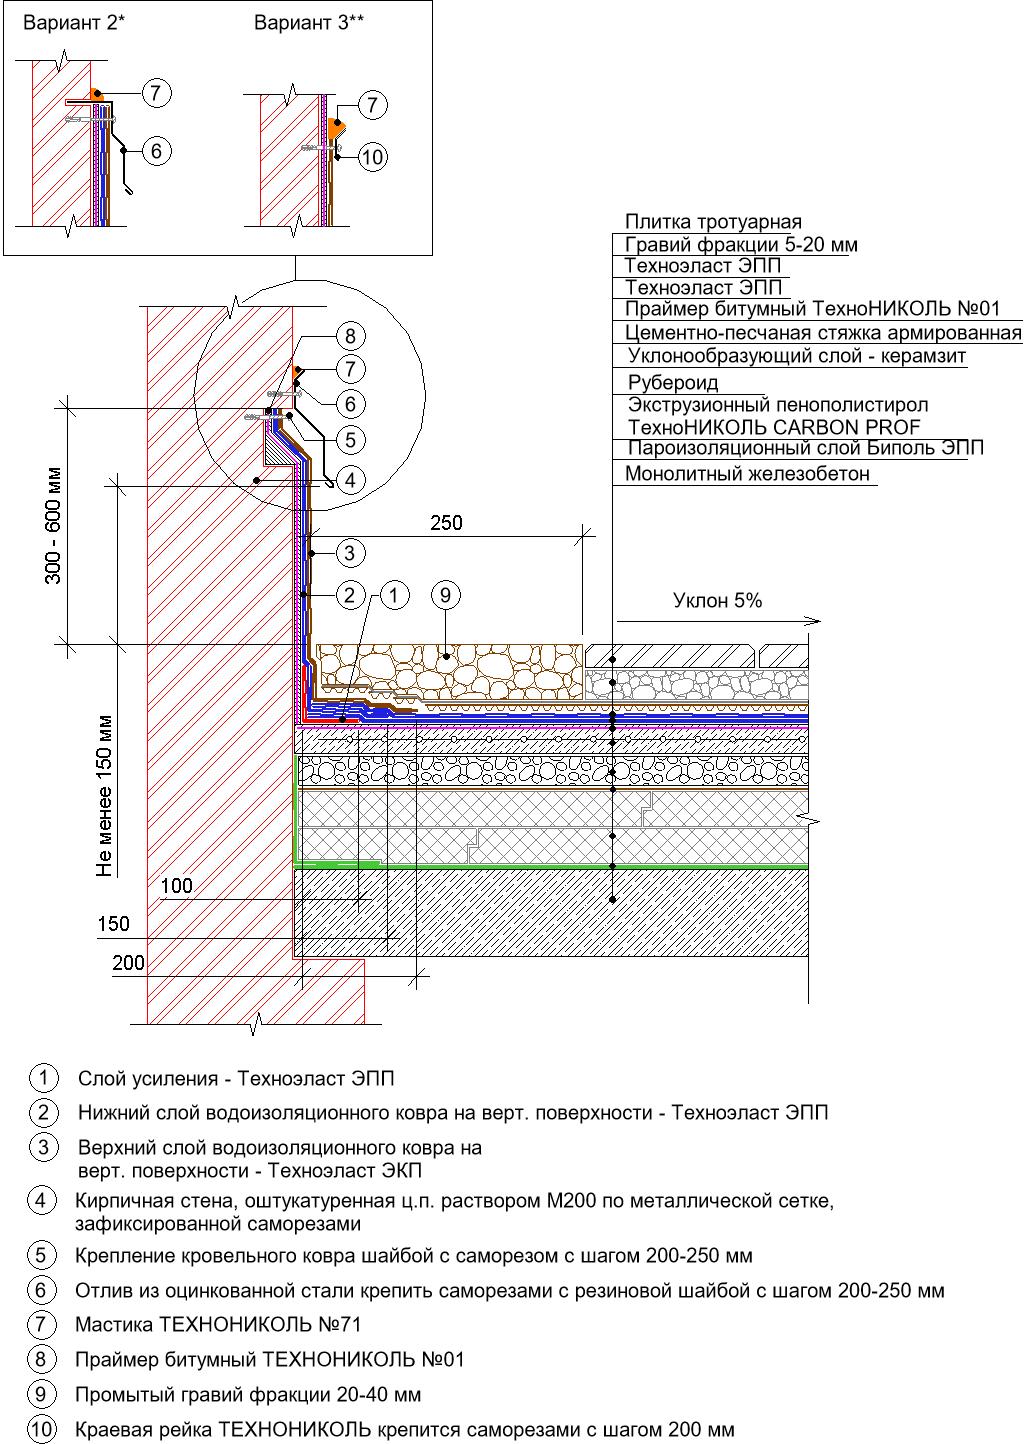 Вариант 2*
Вариант 3**
7
6
7
10
Плитка тротуарная
Гравий фракции 5-20 мм
Техноэласт ЭПП
Техноэласт ЭПП
Праймер битумный ТехноНИКОЛЬ №01
Цементно-песчаная стяжка армированная
Уклонообразующий слой - керамзит
Рубероид
Экструзионный пенополистирол
ТехноНИКОЛЬ CARBON PROF
Пароизоляционный слой Биполь ЭПП
Монолитный железобетон
8
7
6
5
4
3
2
1
9
250
Уклон 5%
300 - 600 мм
Не менее 150 мм
100
150
200
1 Слой усиления - Техноэласт ЭПП
2 Нижний слой водоизоляционного ковра на верт. поверхности - Техноэласт ЭПП
3 Верхний слой водоизоляционного ковра на
верт. поверхности - Техноэласт ЭКП
4 Кирпичная стена, оштукатуренная ц.п. раствором М200 по металлической сетке,
зафиксированной саморезами
5 Крепление кровельного ковра шайбой с саморезом с шагом 200-250 мм
6 Отлив из оцинкованной стали крепить саморезами с резиновой шайбой с шагом 200-250 мм
7 Мастика ТЕХНОНИКОЛЬ №71
8 Праймер битумный ТЕХНОНИКОЛЬ №01
9 Промытый гравий фракции 20-40 мм
10 Краевая рейка ТЕХНОНИКОЛЬ крепится саморезами с шагом 200 мм